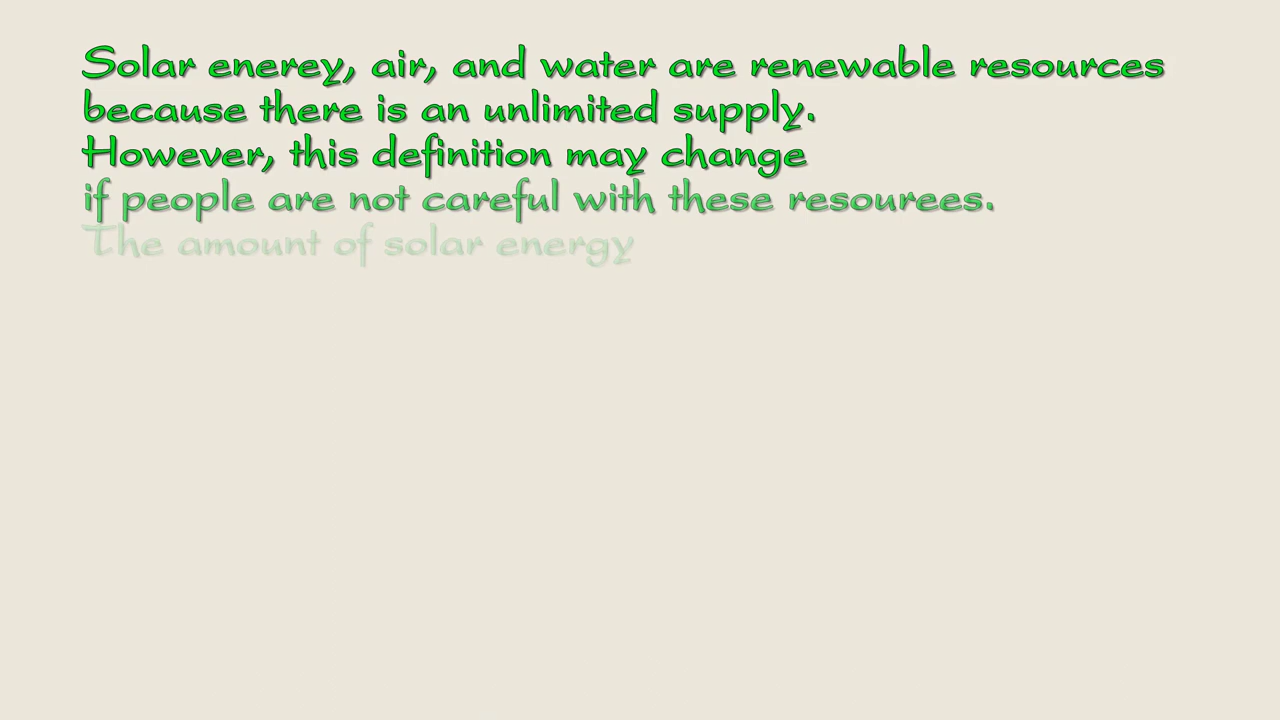 Solar enerey, air, and water are renewable resources
because there is an unlimited supply.
However, this definition may change
if people are not careful with these resourees.
The amount of solar energy